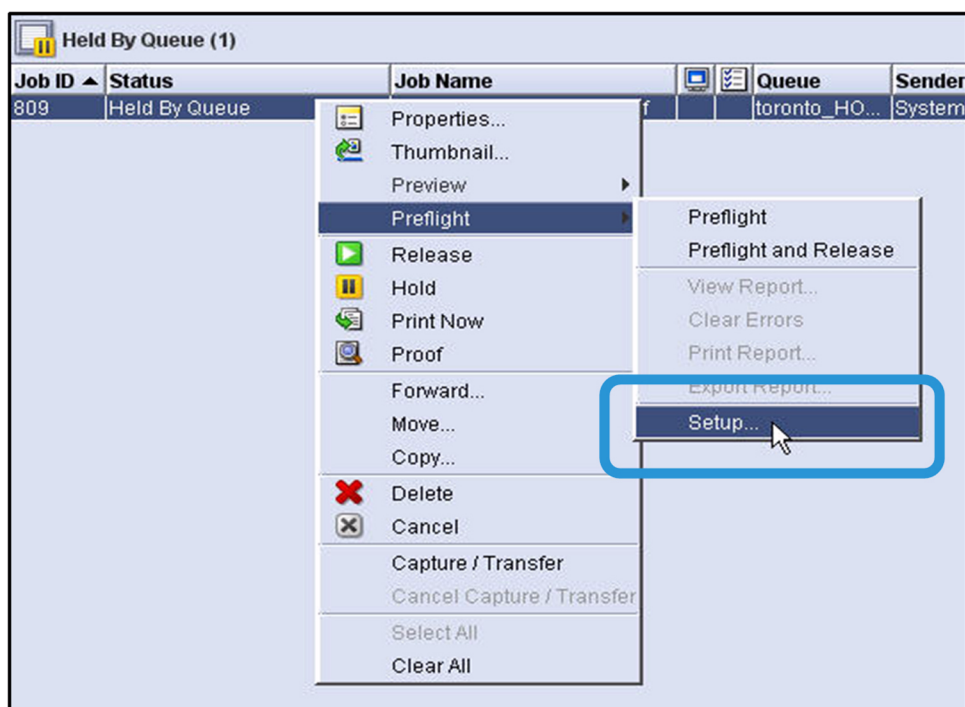 Held By Queue (1)
Job ID Status Job Name Queue Sender
809 Held By Queue f toronto_HO... System
Properties...
Thumbnail...
Preview
Preflight
Release
Hold
Print Now
Proof
Forward...
Move...
Copy...
Delete
Cancel
Capture / Transfer
Cancel Capture / Transfer
Select All
Clear All
Preflight
Preflight and Release
View Report...
Clear Errors
Print Report...
Export Report...
Setup...